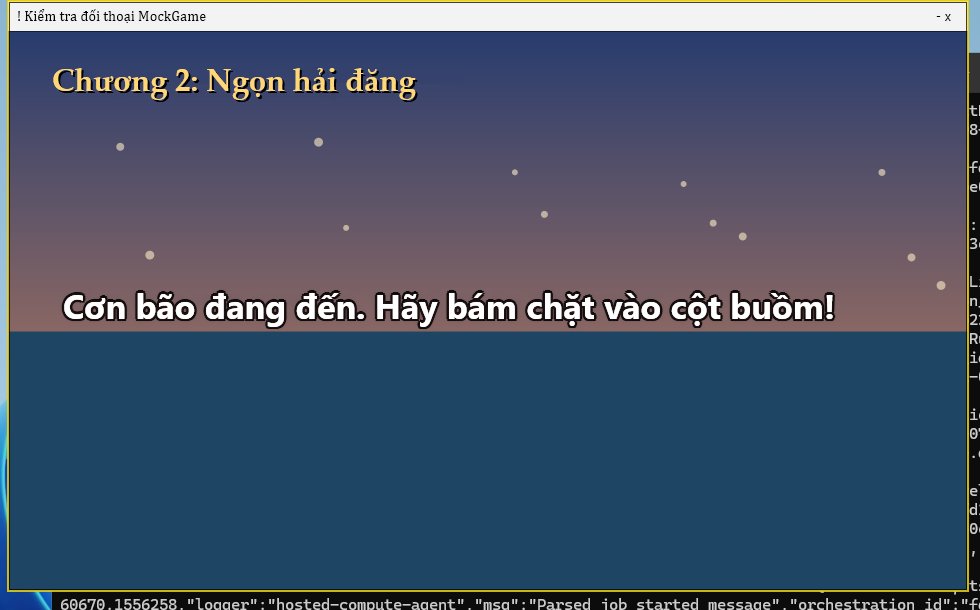 ! Kiểm tra đối thoại MockGame
- x
Chương 2: Ngọn hải đăng
Cơn bão đang đến. Hãy bám chặt vào cột buồm!
60670.1556258,"logger":"hosted-compute-agent","msg":"Parsed job started message","orchestration_id":"f